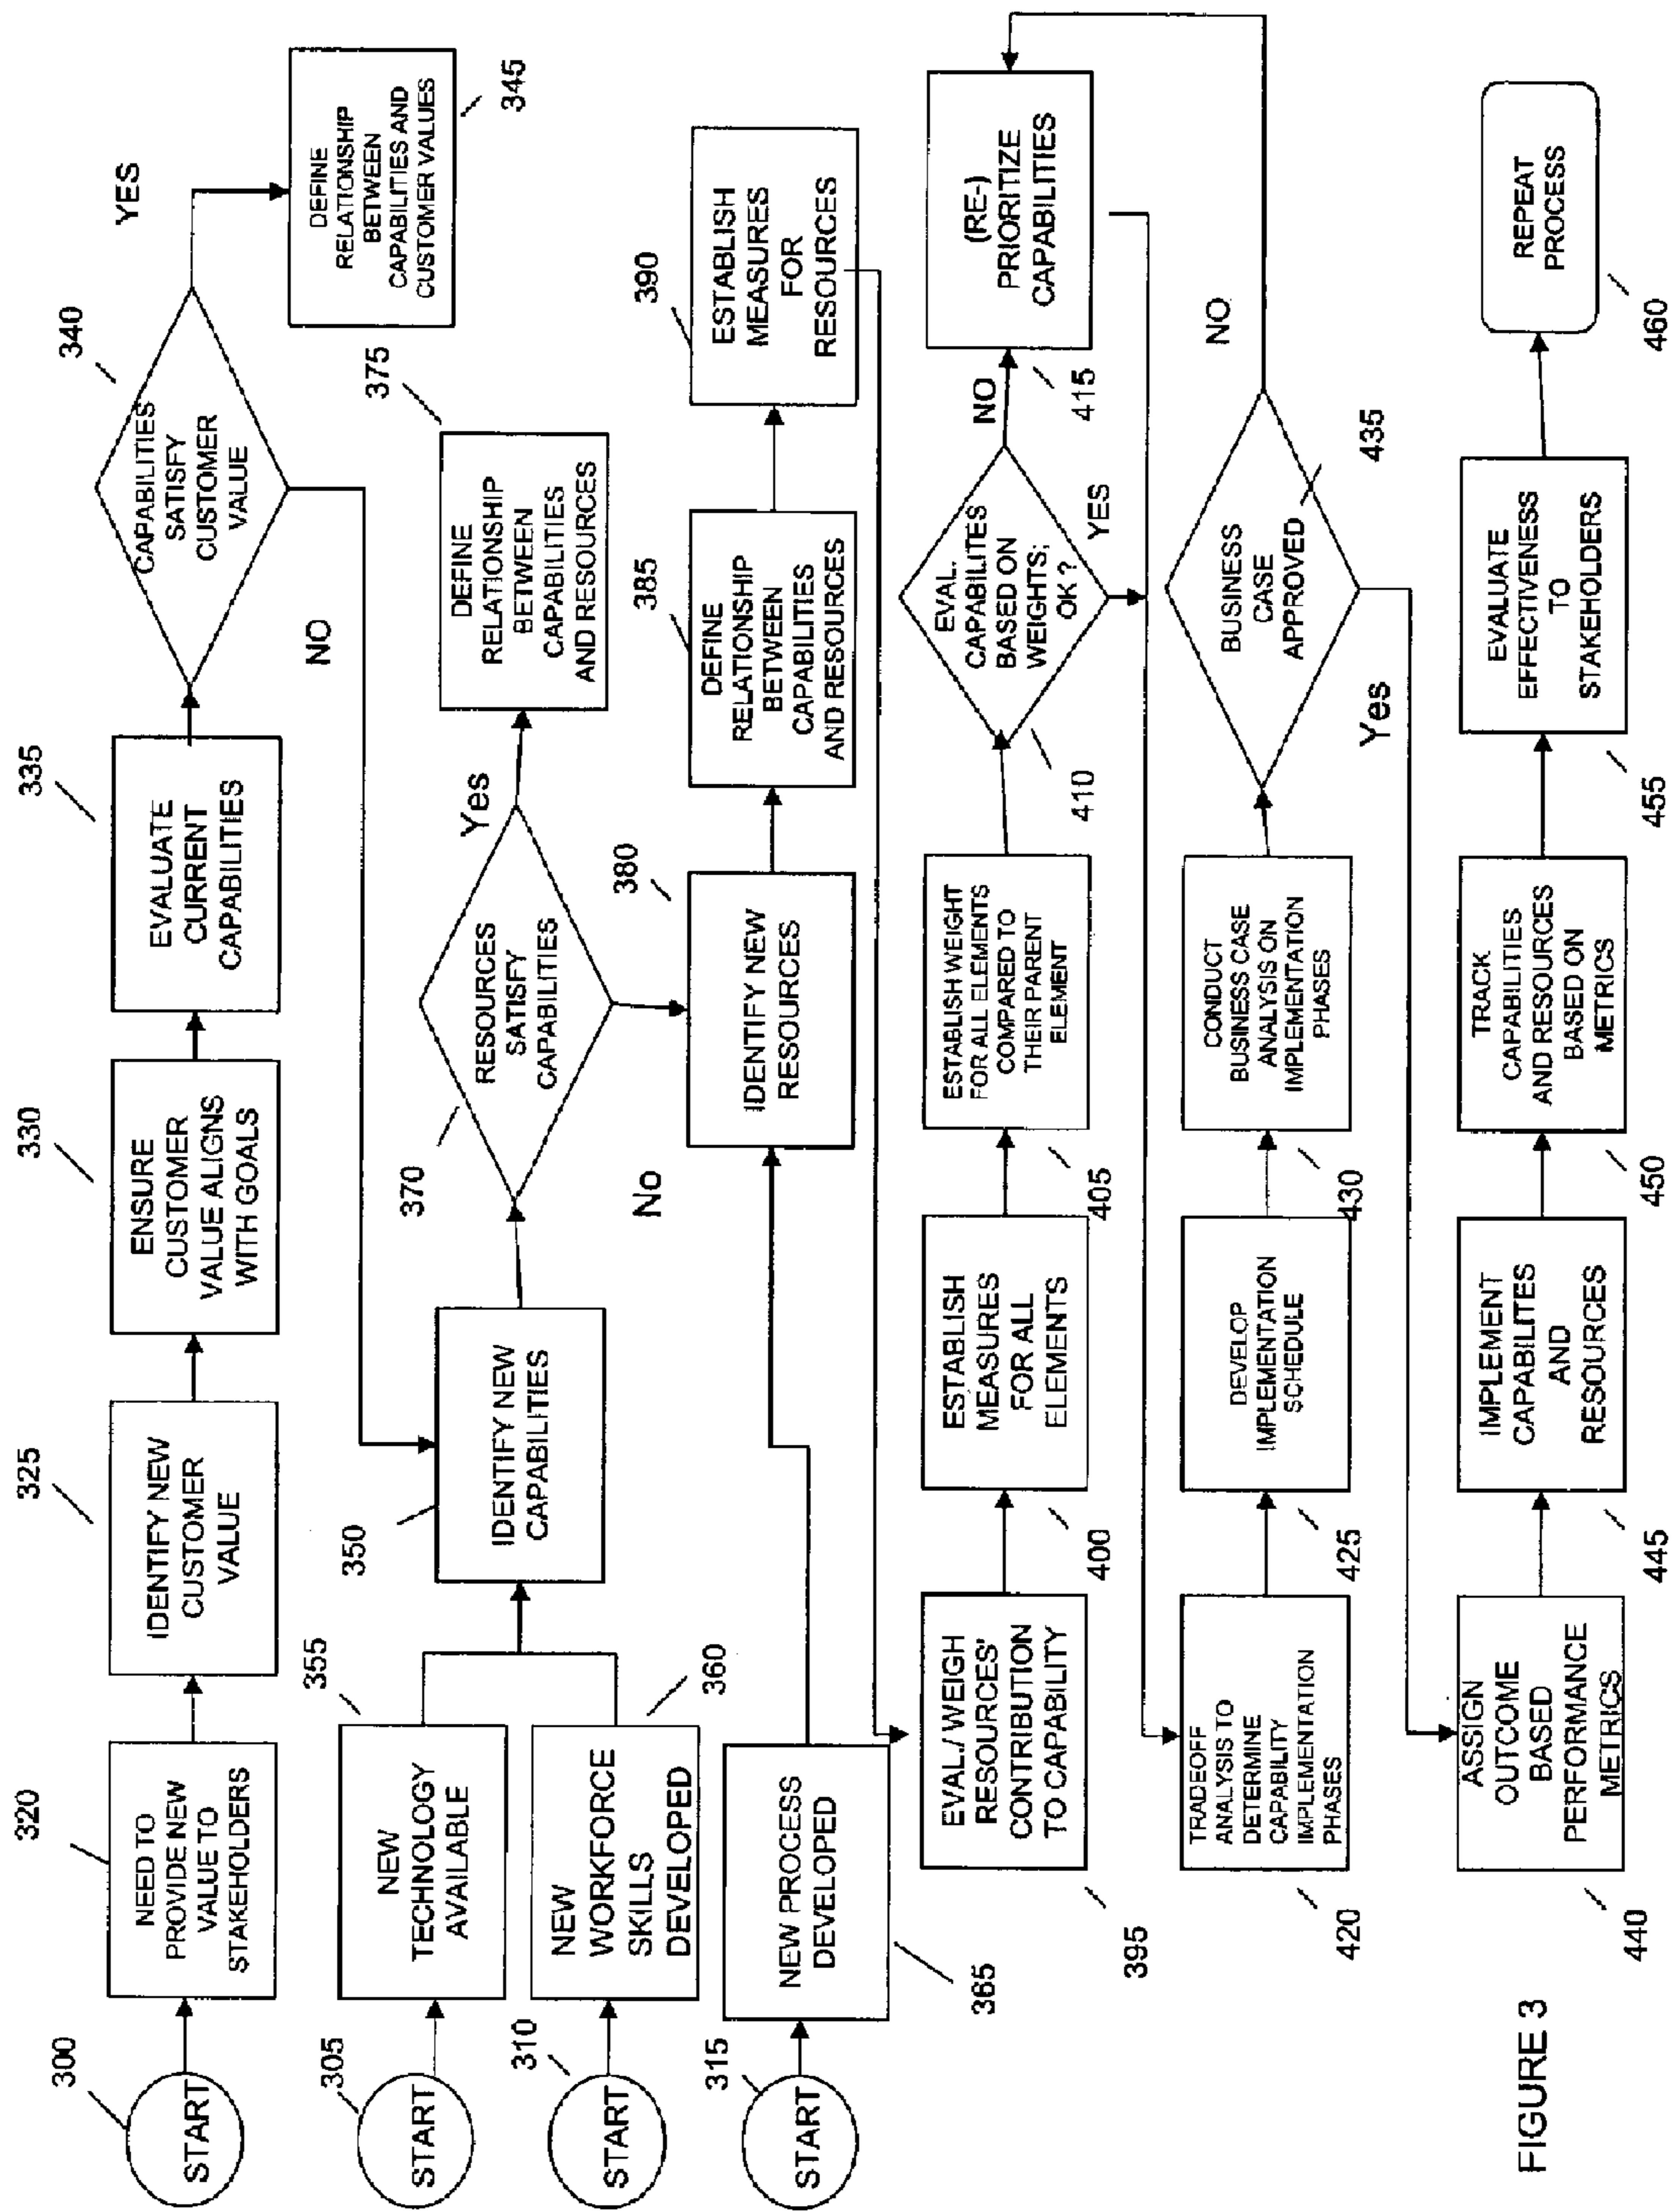 300
START
320
NEED TO
PROVIDE NEW
VALUE TO
STAKEHOLDERS
325
IDENTIFY NEW
CUSTOMER
VALUE
330
ENSURE
CUSTOMER
VALUE ALIGNS
WITH GOALS
335
EVALUATE
CURRENT
CAPABILITIES
340
CAPABILITIES
SATISFY
CUSTOMER
VALUE
YES
NO
DEFINE
RELATIONSHIP
BETWEEN
CAPABILITIES AND
CUSTOMER VALUES
345
305
START
355
NEW
TECHNOLOGY
AVAILABLE
310
START
360
NEW
WORKFORCE
SKILLS
DEVELOPED
350
IDENTIFY NEW
CAPABILITIES
370
RESOURCES
SATISFY
CAPABILITIES
Yes
No
375
DEFINE
RELATIONSHIP
BETWEEN
CAPABILITIES
AND RESOURCES
315
START
NEW PROCESS
DEVELOPED
365
380
IDENTIFY NEW
RESOURCES
385
DEFINE
RELATIONSHIP
BETWEEN
CAPABILITIES
AND RESOURCES
390
ESTABLISH
MEASURES
FOR
RESOURCES
EVAL./ WEIGH
RESOURCES'
CONTRIBUTION
TO CAPABILITY
395
ESTABLISH
MEASURES
FOR ALL
ELEMENTS
400
ESTABLISH WEIGHT
FOR ALL ELEMENTS
COMPARED TO
THEIR PARENT
ELEMENT
405
EVAL.
CAPABILITES
BASED ON
WEIGHTS;
OK?
410
NO
YES
(RE-)
PRIORITIZE
CAPABILITIES
415
TRADEOFF
ANALYSIS TO
DETERMINE
CAPABILITY
IMPLEMENTATION
PHASES
420
DEVELOP
IMPLEMENTATION
SCHEDULE
425
CONDUCT
BUSINESS CASE
ANALYSIS ON
IMPLEMENTATION
PHASES
430
BUSINESS
CASE
APPROVED
435
NO
Yes
ASSIGN
OUTCOME
BASED
PERFORMANCE
METRICS
440
IMPLEMENT
CAPABILITES
AND
RESOURCES
445
TRACK
CAPABILITIES
AND RESOURCES
BASED ON
METRICS
450
EVALUATE
EFFECTIVENESS
TO
STAKEHOLDERS
455
REPEAT
PROCESS
460
FIGURE 3